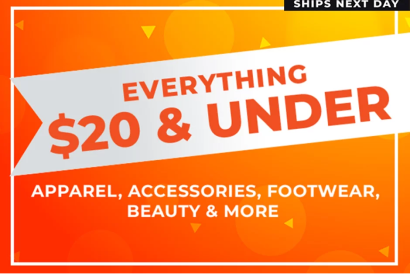 SHIPS NEXT DAY
EVERYTHING
$20 & UNDER
APPAREL, ACCESSORIES, FOOTWEAR,
BEAUTY & MORE